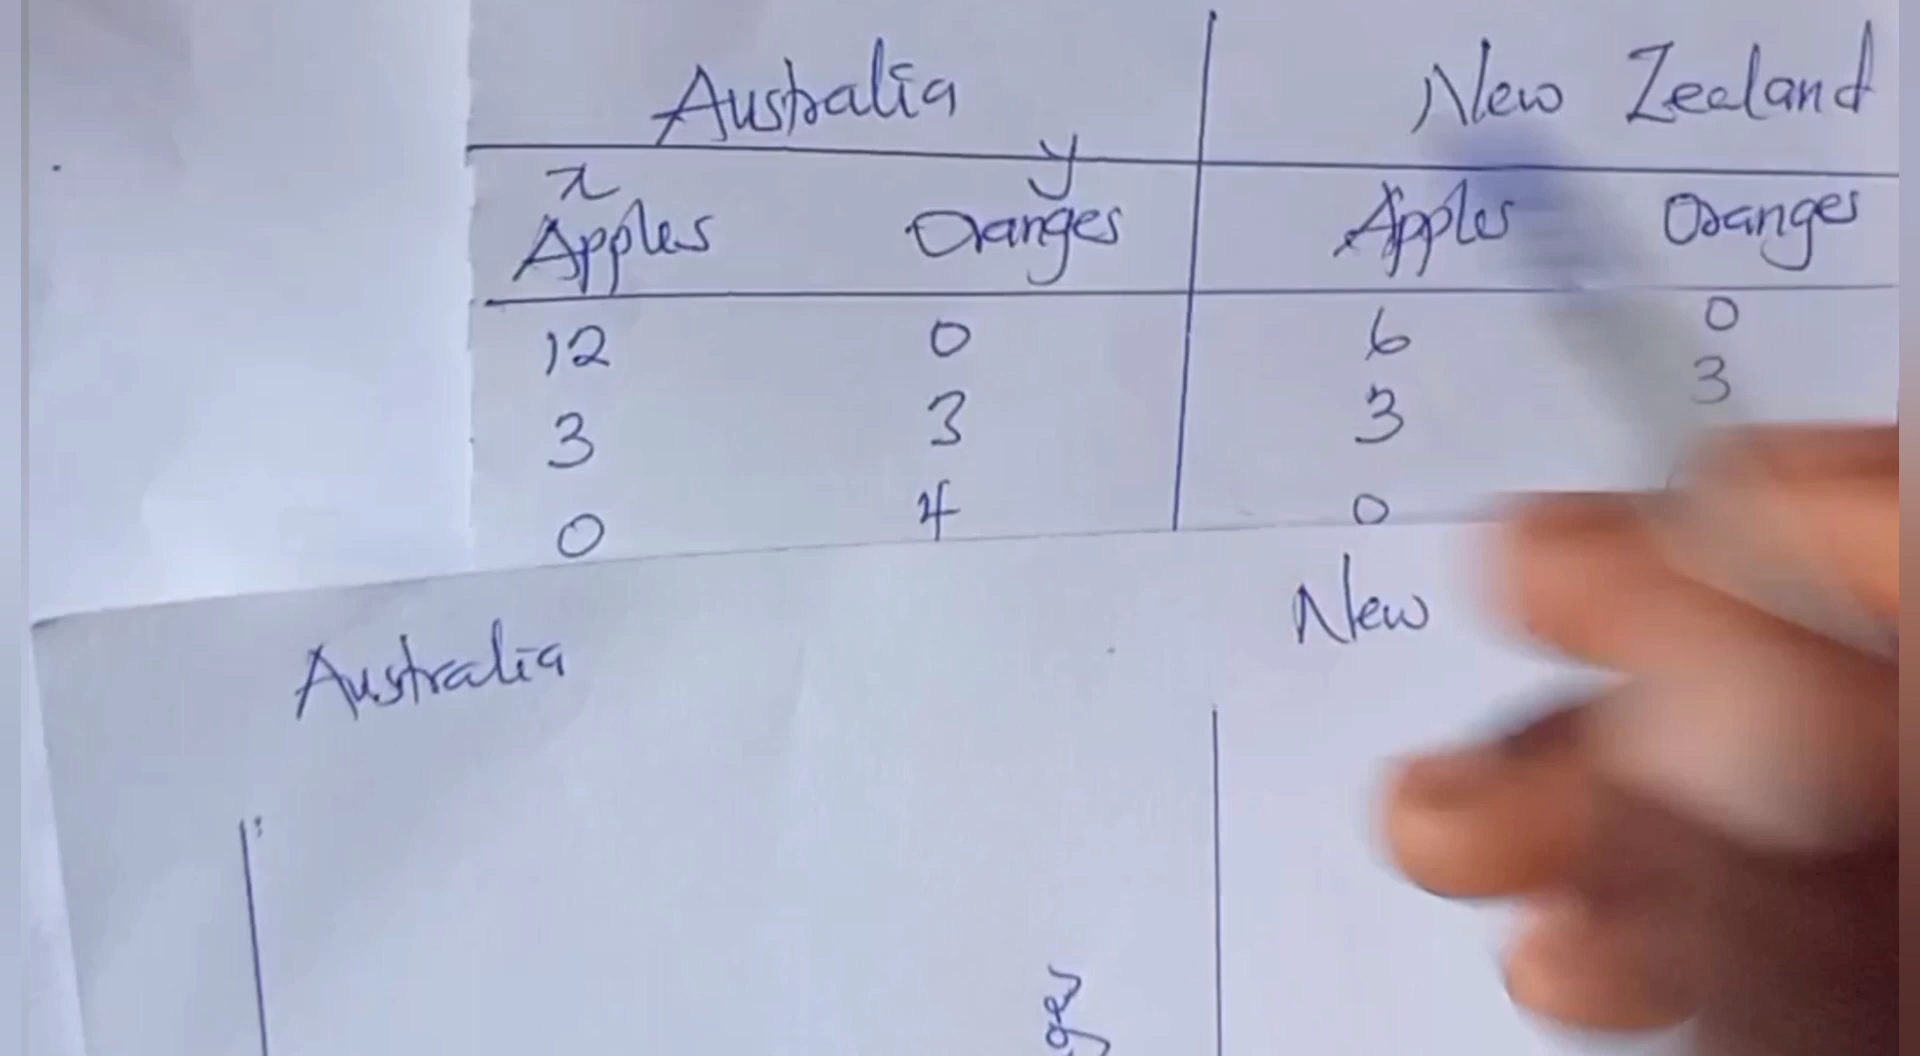 Australia New Zealand
x y
Apples Oranges Apples Oranges
12 0 6 0
3 3 3 3
0 4 0
Australia New